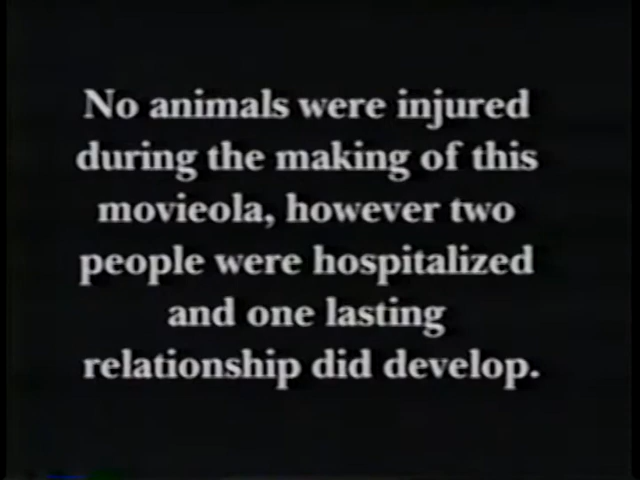 No animals were injured
during the making of this
movieola, however two
people were hospitalized
and one lasting
relationship did develop.